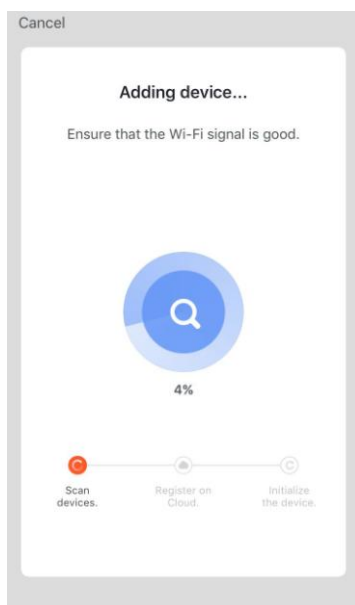 Cancel
Adding device...
Ensure that the Wi-Fi signal is good.
4%
Scan
devices.
Register on
Cloud.
Initialize
the device.